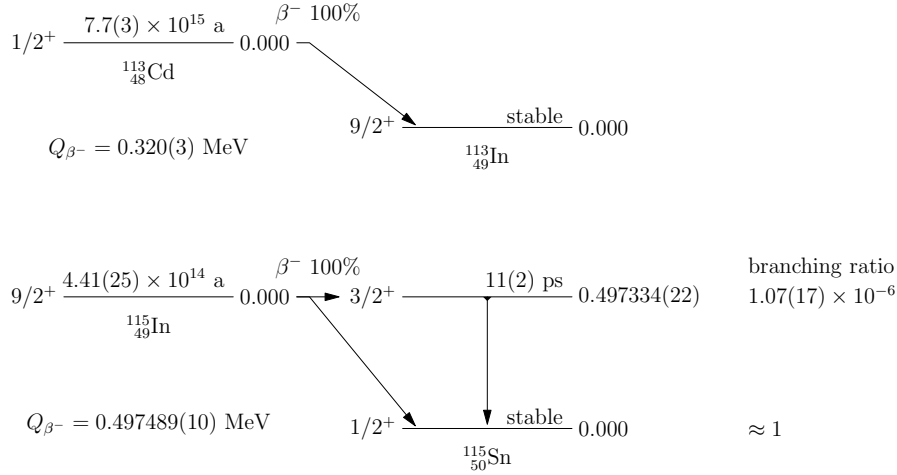 β⁻ 100%
1/2⁺ 7.7(3) × 10¹⁵ a 0.000
¹¹³₄₈Cd
9/2⁺ stable 0.000
Q_β⁻ = 0.320(3) MeV
¹¹³₄₉In
β⁻ 100% branching ratio
9/2⁺ 4.41(25) × 10¹⁴ a 0.000 3/2⁺ 11(2) ps 0.497334(22) 1.07(17) × 10⁻⁶
¹¹⁵₄₉In
Q_β⁻ = 0.497489(10) MeV 1/2⁺ stable 0.000 ≈ 1
¹¹⁵₅₀Sn